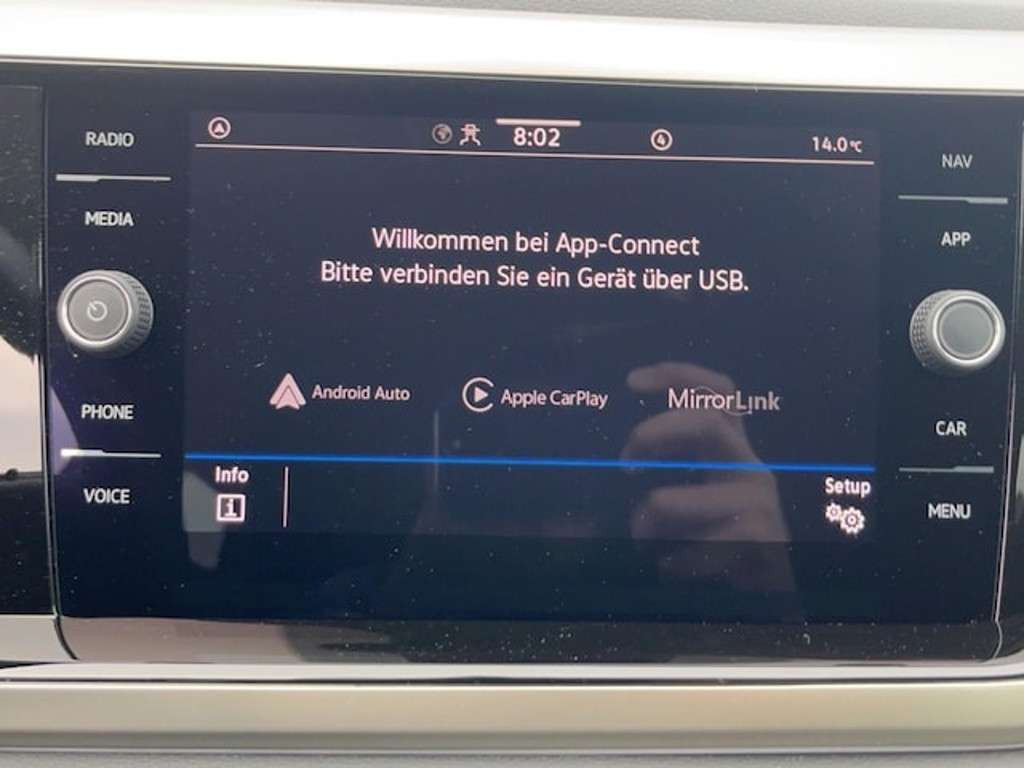 RADIO
MEDIA
PHONE
VOICE
8:02
4
14.0°C
Willkommen bei App-Connect
Bitte verbinden Sie ein Gerät über USB.
Android Auto
Apple CarPlay
MirrorLink
Info
i
Setup
NAV
APP
CAR
MENU